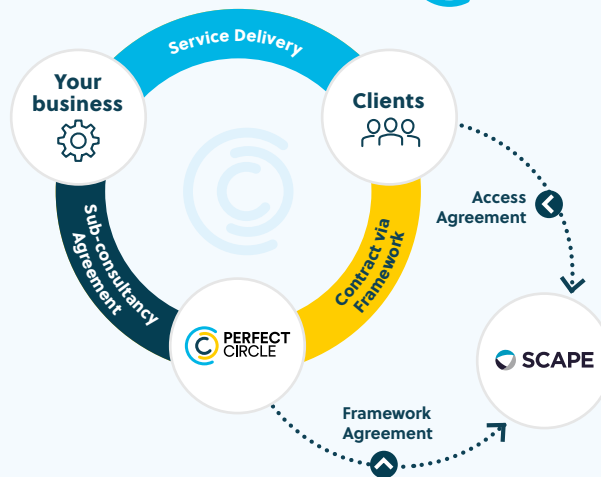 Service Delivery
Your
business
Clients
Access
Agreement
Sub-consultancy
Agreement
Contract via
Framework
PERFECT
CIRCLE
SCAPE
Framework
Agreement